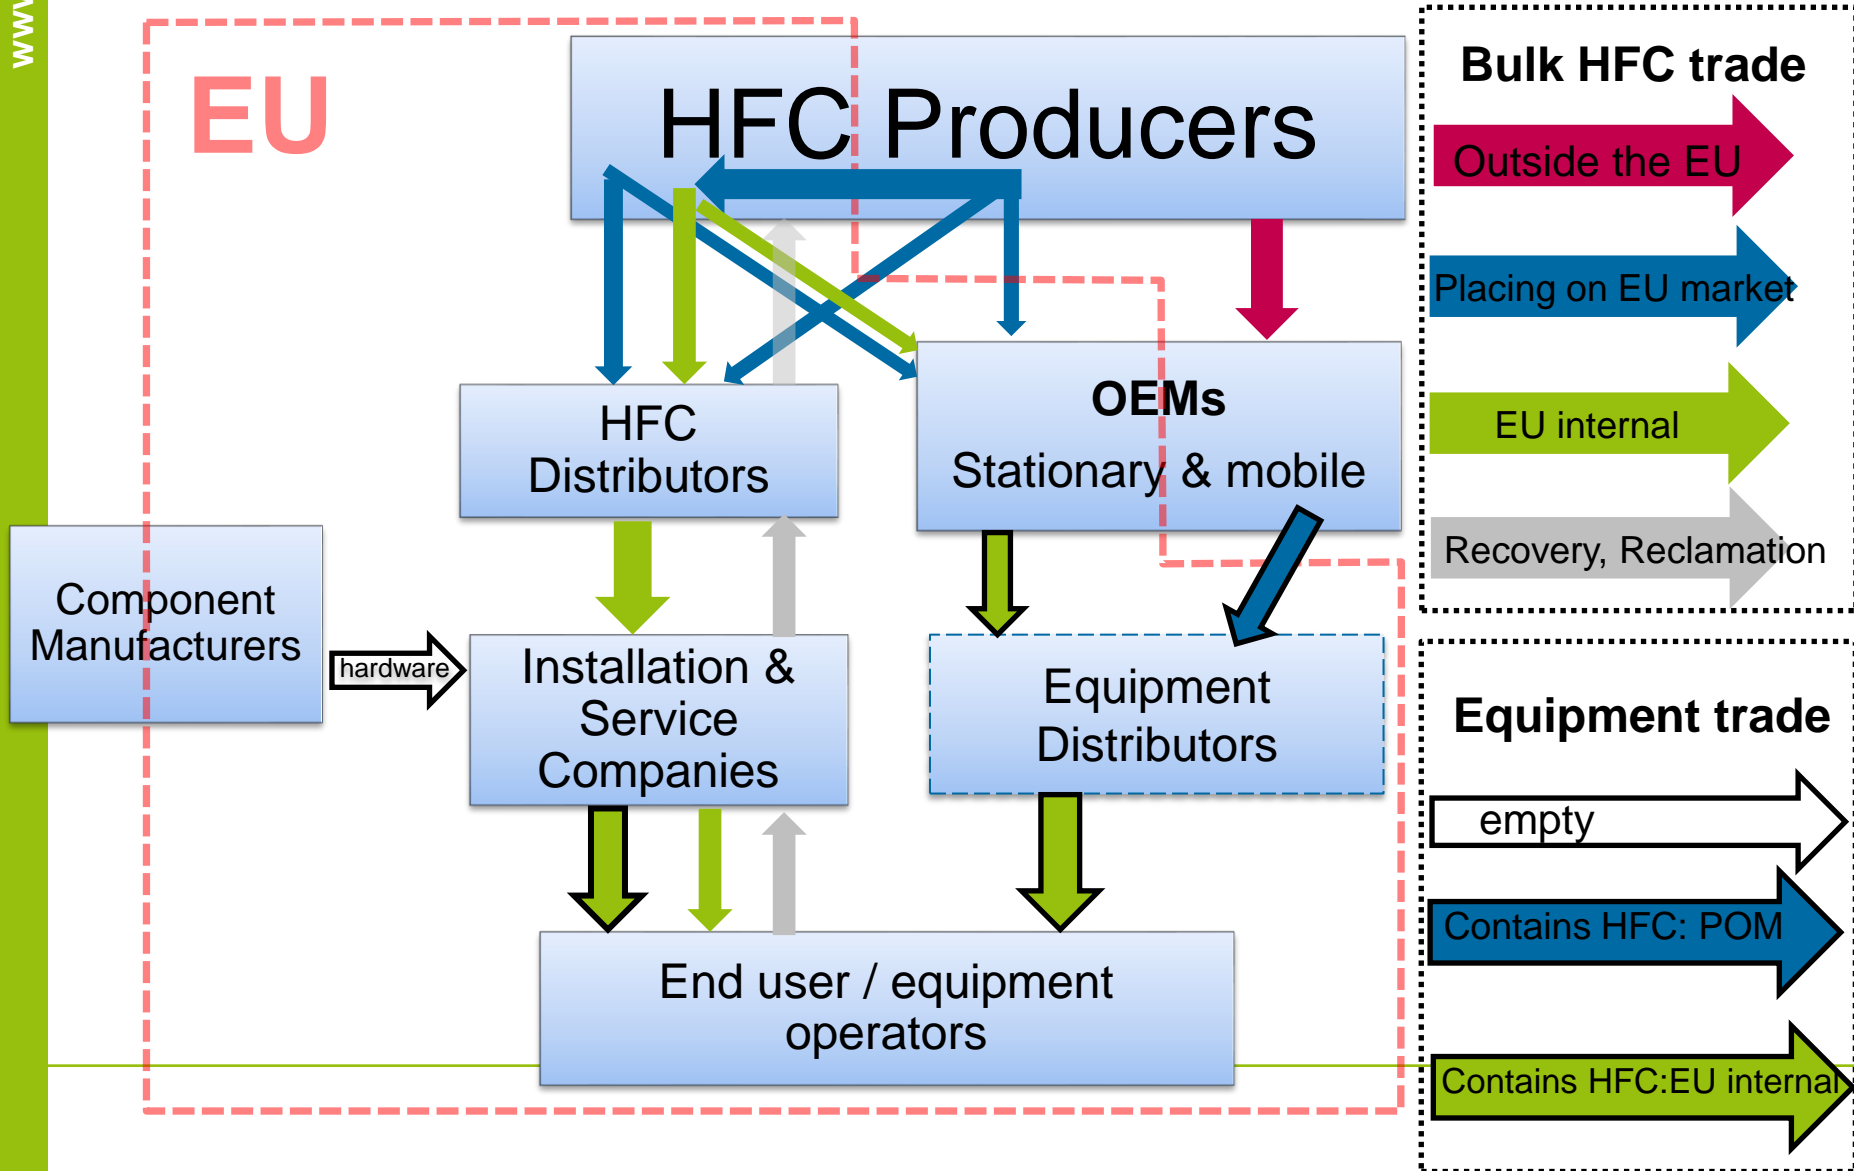 www
EU
HFC Producers
HFC
Distributors
OEMs
Stationary & mobile
Component
Manufacturers
hardware
Installation &
Service
Companies
Equipment
Distributors
End user / equipment
operators
Bulk HFC trade
Outside the EU
Placing on EU market
EU internal
Recovery, Reclamation
Equipment trade
empty
Contains HFC: POM
Contains HFC:EU internal